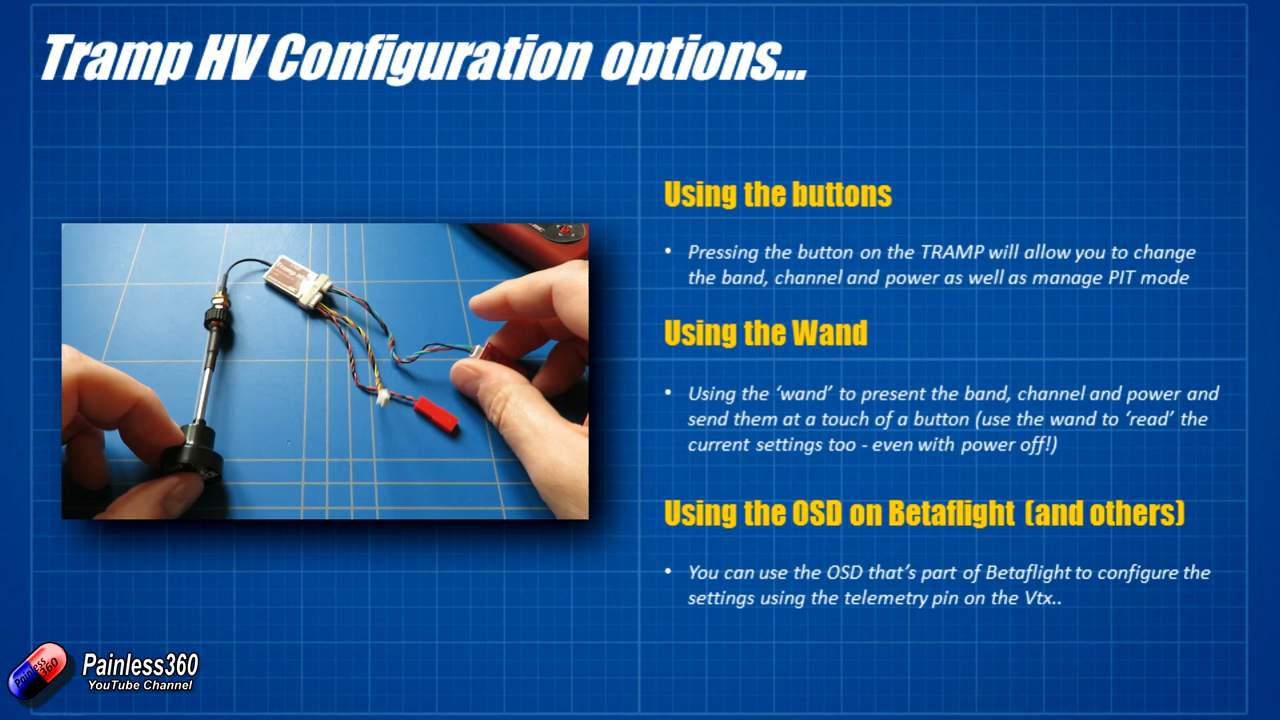 Tramp HV Configuration options...
Using the buttons
• Pressing the button on the TRAMP will allow you to change
the band, channel and power as well as manage PIT mode
Using the Wand
• Using the ‘wand’ to present the band, channel and power and
send them at a touch of a button (use the wand to ‘read’ the
current settings too - even with power off!)
Using the OSD on Betaflight (and others)
• You can use the OSD that’s part of Betaflight to configure the
settings using the telemetry pin on the Vtx..
Painless
360
Painless360
YouTube Channel